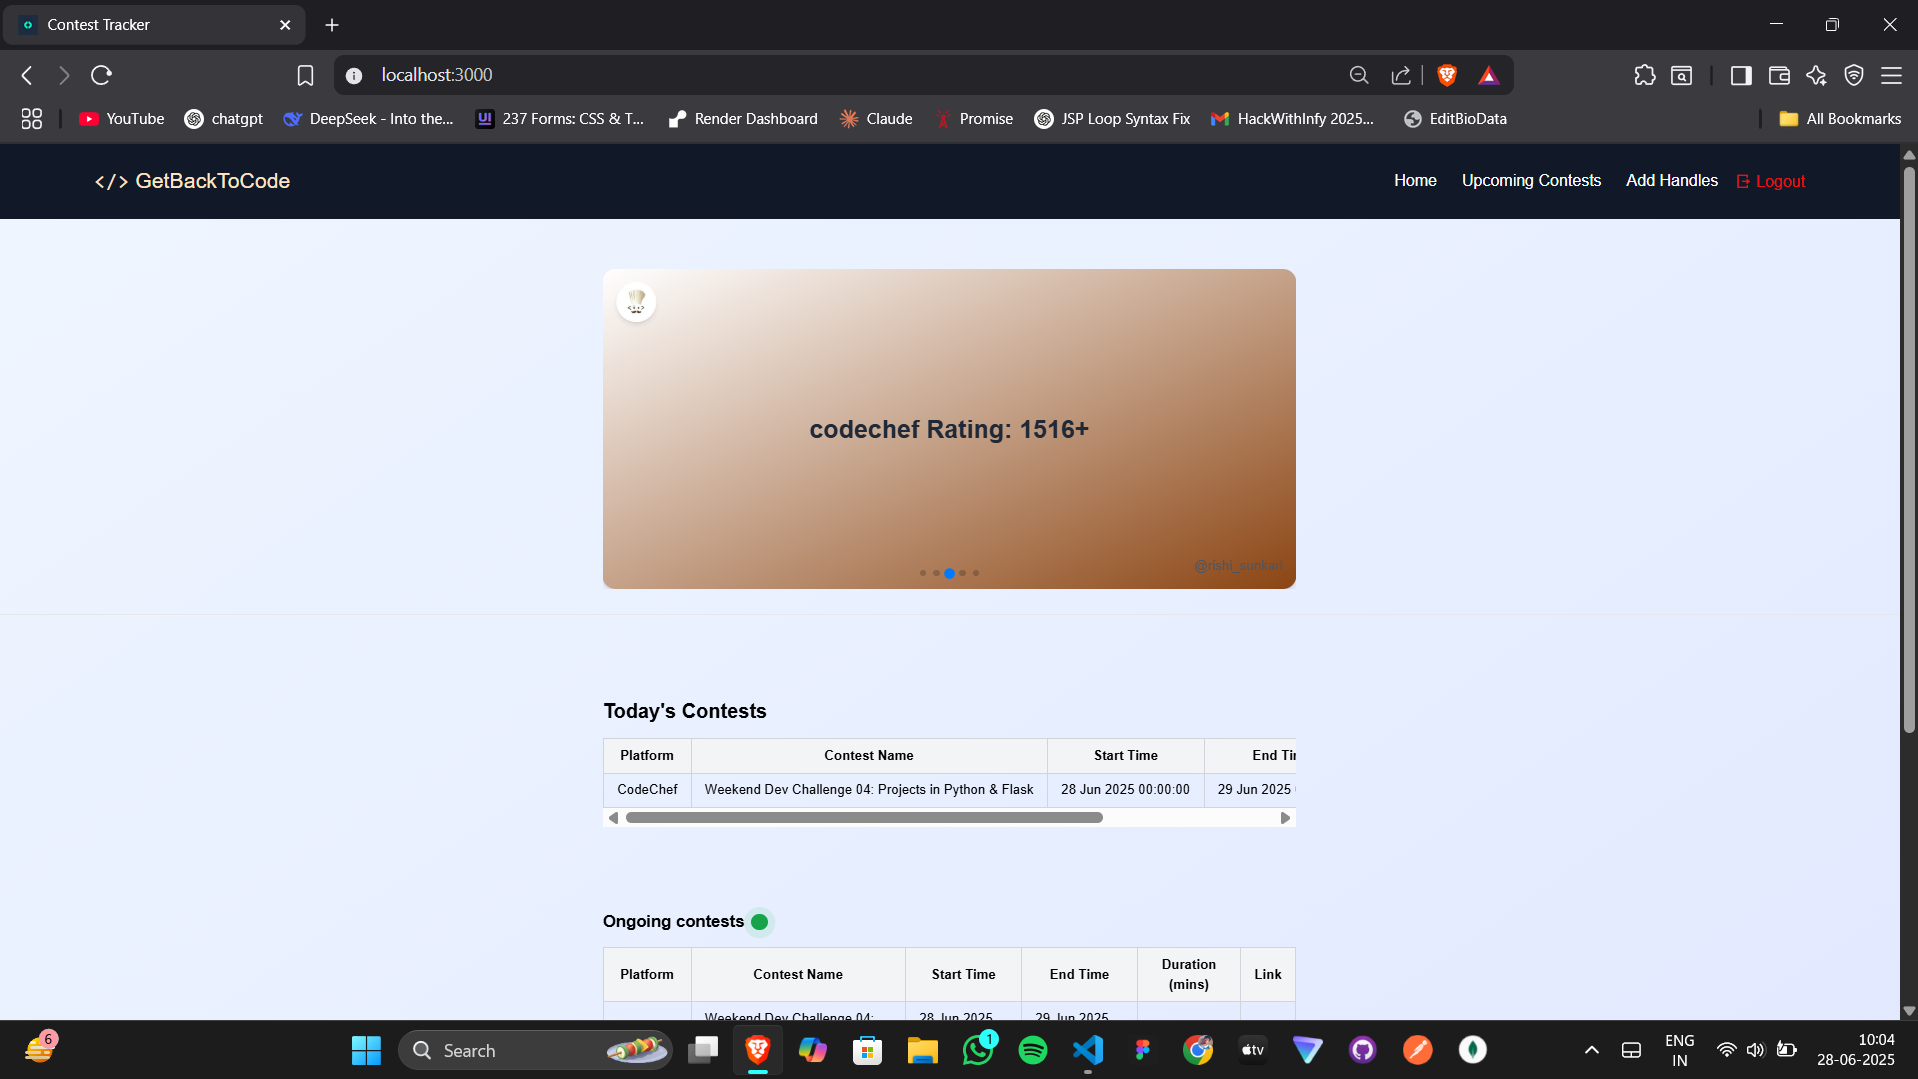 Contest Tracker
localhost:3000
YouTube
chatgpt
DeepSeek - Into the...
UI
237 Forms: CSS & T...
Render Dashboard
Claude
Promise
JSP Loop Syntax Fix
HackWithInfy 2025...
EditBioData
All Bookmarks
</> GetBackToCode
Home
Upcoming Contests
Add Handles
Logout
codechef Rating: 1516+
@rishi_sunkari
Today's Contests
Platform
Contest Name
Start Time
End Ti
CodeChef
Weekend Dev Challenge 04: Projects in Python & Flask
28 Jun 2025 00:00:00
29 Jun 2025
Ongoing contests
Platform
Contest Name
Start Time
End Time
Duration
(mins)
Link
Weekend Dev Challenge 04:
28 Jun 2025
29 Jun 2025
6
Search
1
tv
ENG
IN
10:04
28-06-2025